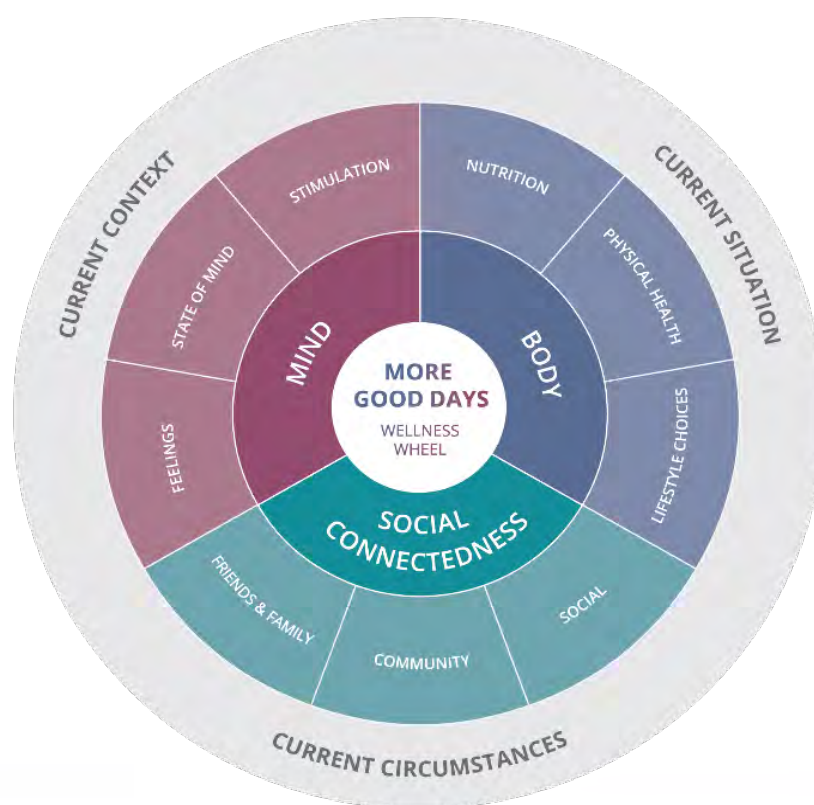 MORE
GOOD DAYS
WELLNESS
WHEEL
MIND
BODY
SOCIAL
CONNECTEDNESS
STIMULATION
STATE OF MIND
FEELINGS
NUTRITION
PHYSICAL HEALTH
LIFESTYLE CHOICES
FRIENDS & FAMILY
COMMUNITY
SOCIAL
CURRENT CONTEXT
CURRENT SITUATION
CURRENT CIRCUMSTANCES